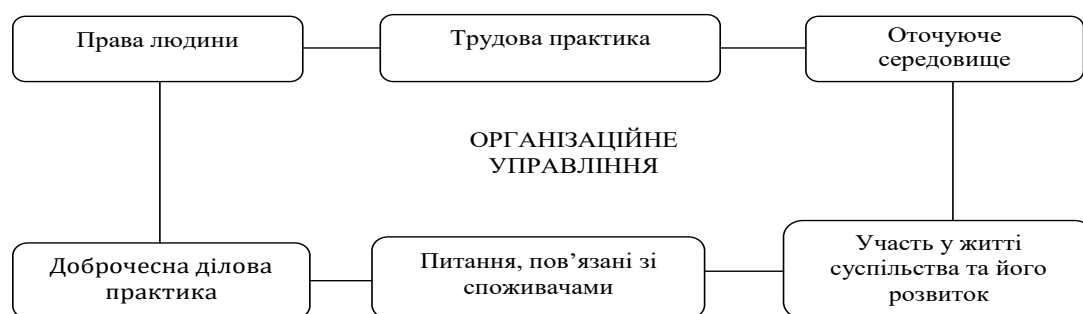 Права людини
Трудова практика
Оточуюче
середовище
ОРГАНІЗАЦІЙНЕ
УПРАВЛІННЯ
Доброчесна ділова
практика
Питання, пов’язані зі
споживачами
Участь у житті
суспільства та його
розвиток